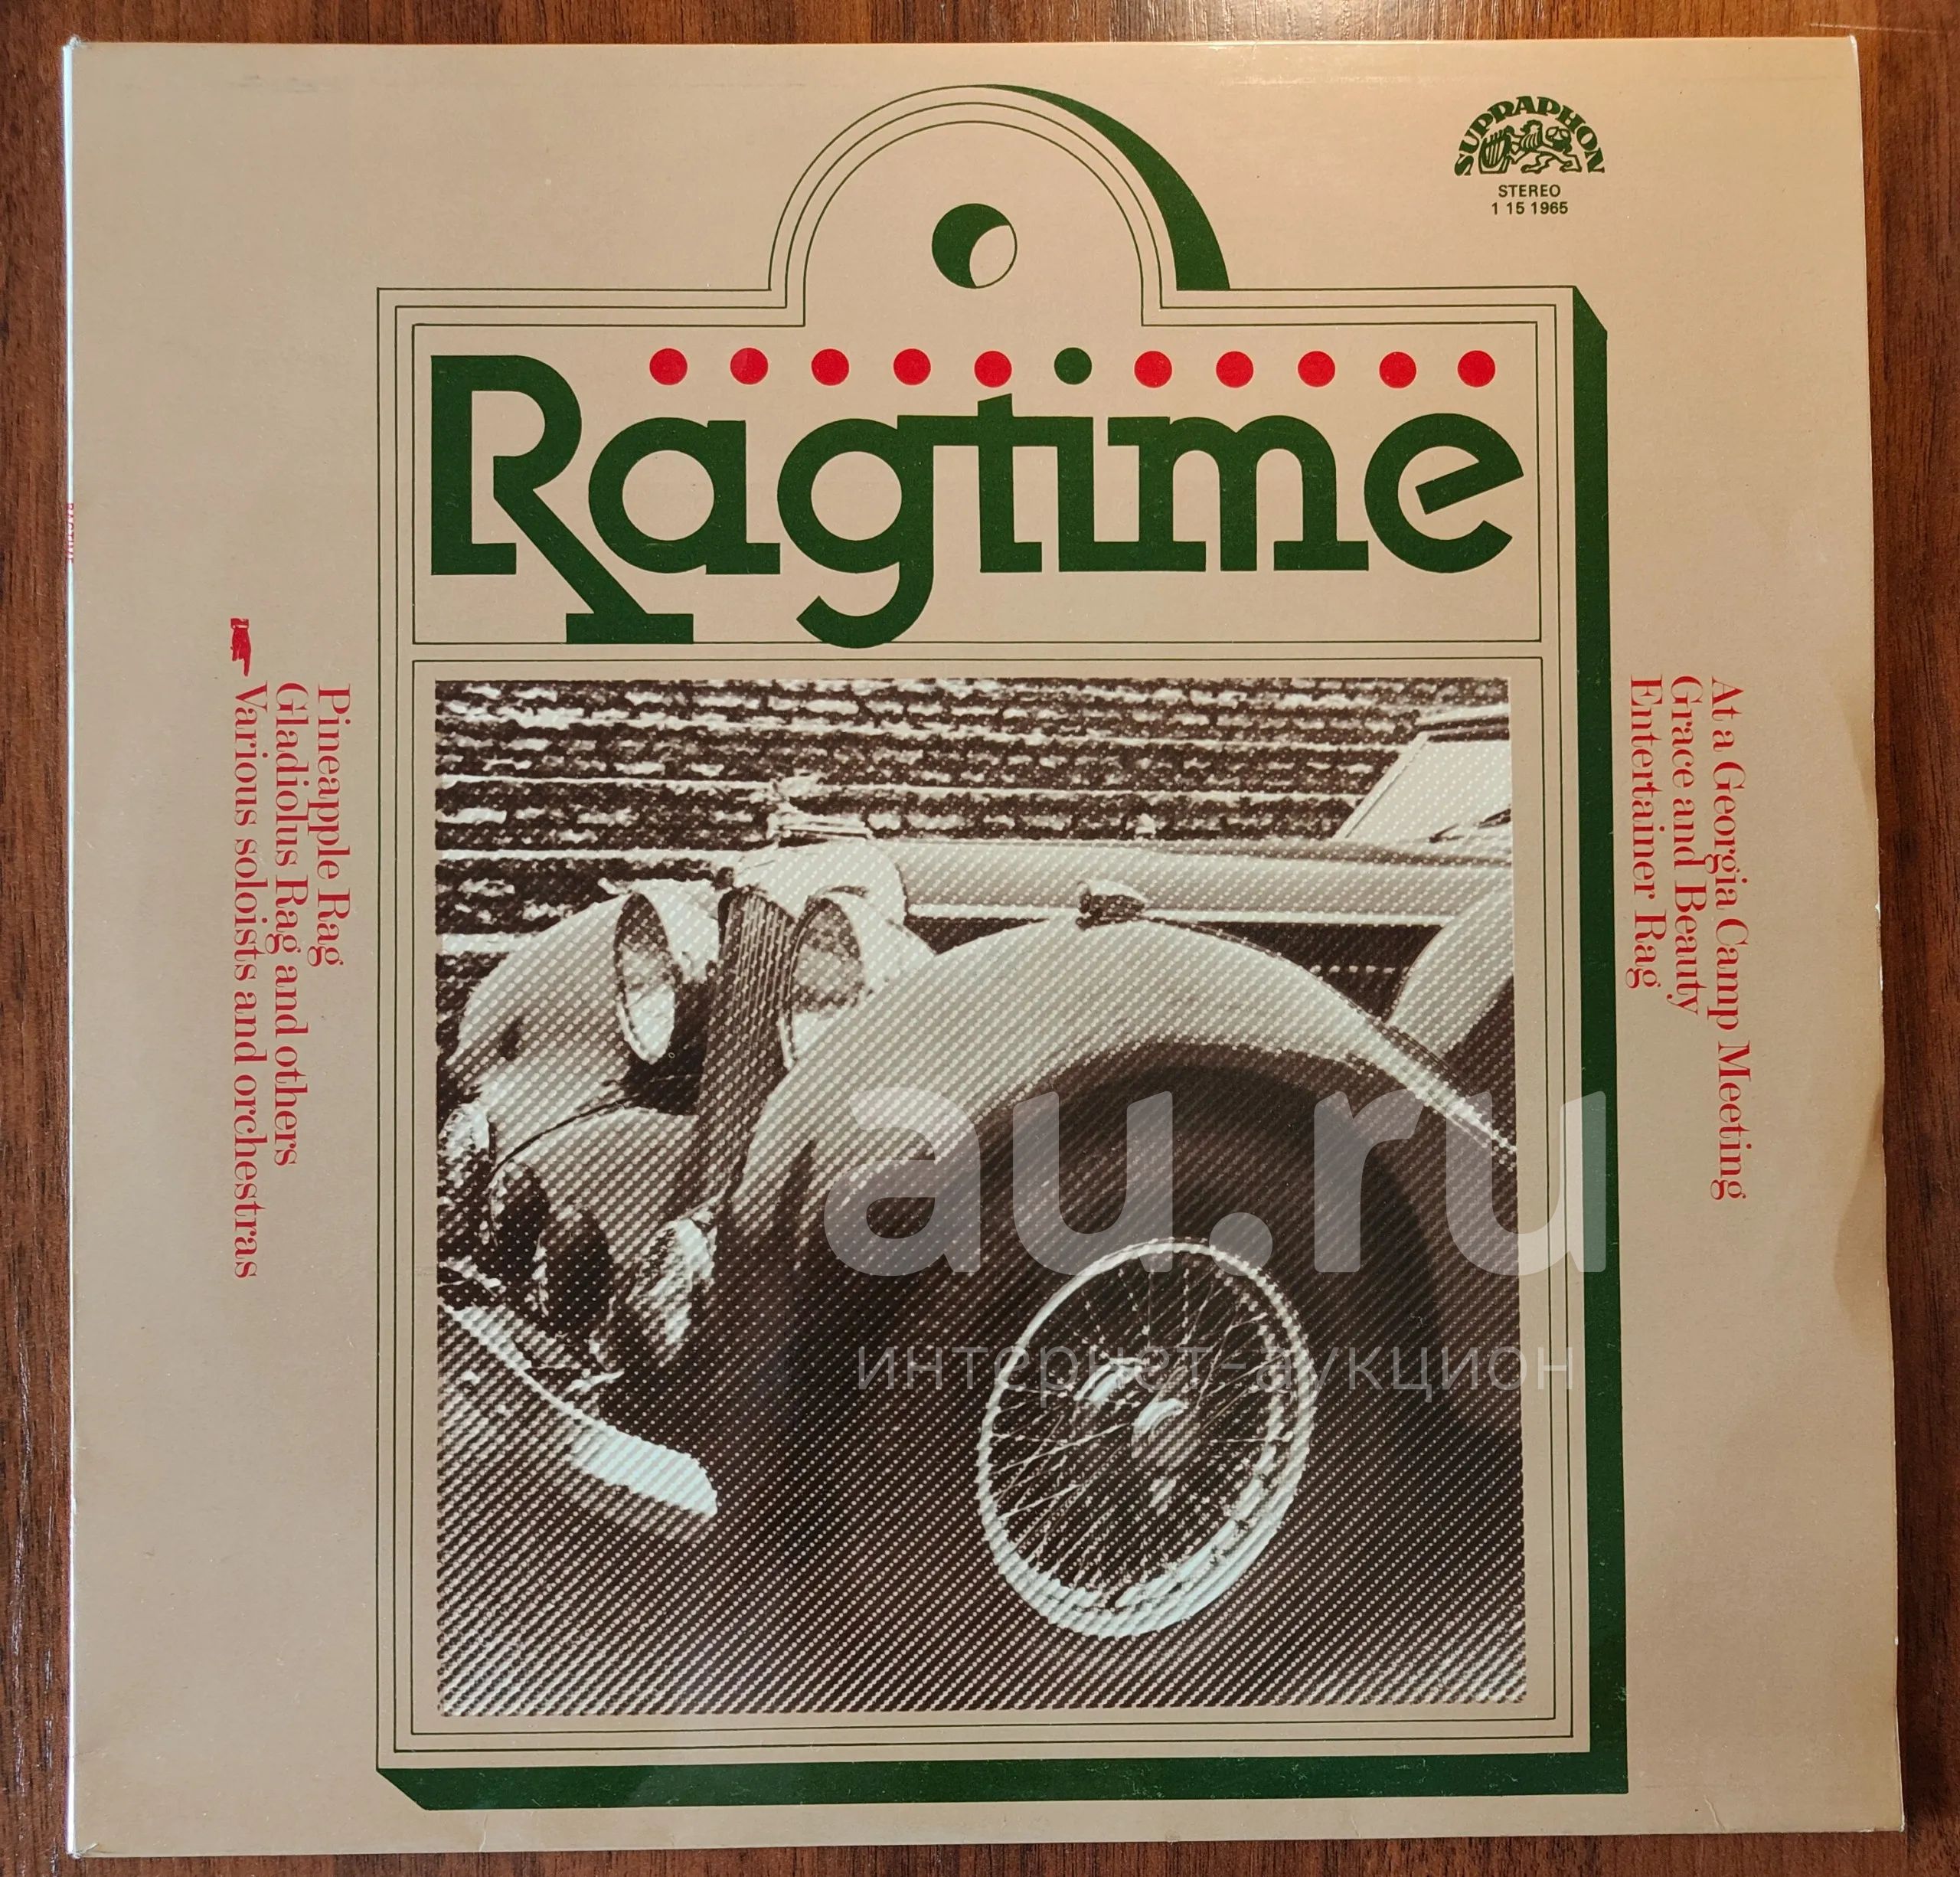 SUPRAPHON
STEREO
1 15 1965
Ragtime
At a Georgia Camp Meeting
Grace and Beauty
Entertainer Rag
Pineapple Rag
Gladiolus Rag and others
Various soloists and orchestras
RAGTIME
au.ru
интернет-аукцион